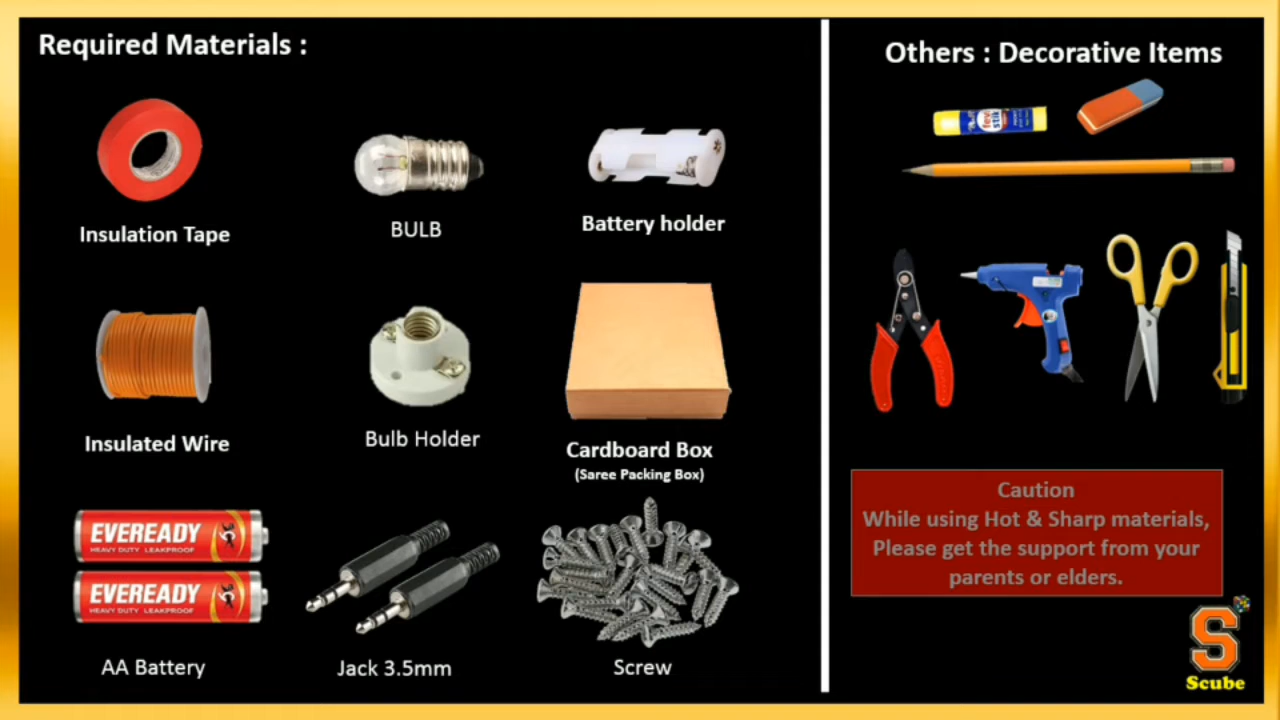 Required Materials :
Others : Decorative Items
Insulation Tape
BULB
Battery holder
Insulated Wire
Bulb Holder
Cardboard Box
(Saree Packing Box)
EVEREADY
HEAVY DUTY LEAKPROOF
EVEREADY
HEAVY DUTY LEAKPROOF
AA Battery
Jack 3.5mm
Screw
Caution
While using Hot & Sharp materials,
Please get the support from your
parents or elders.
S
Scube